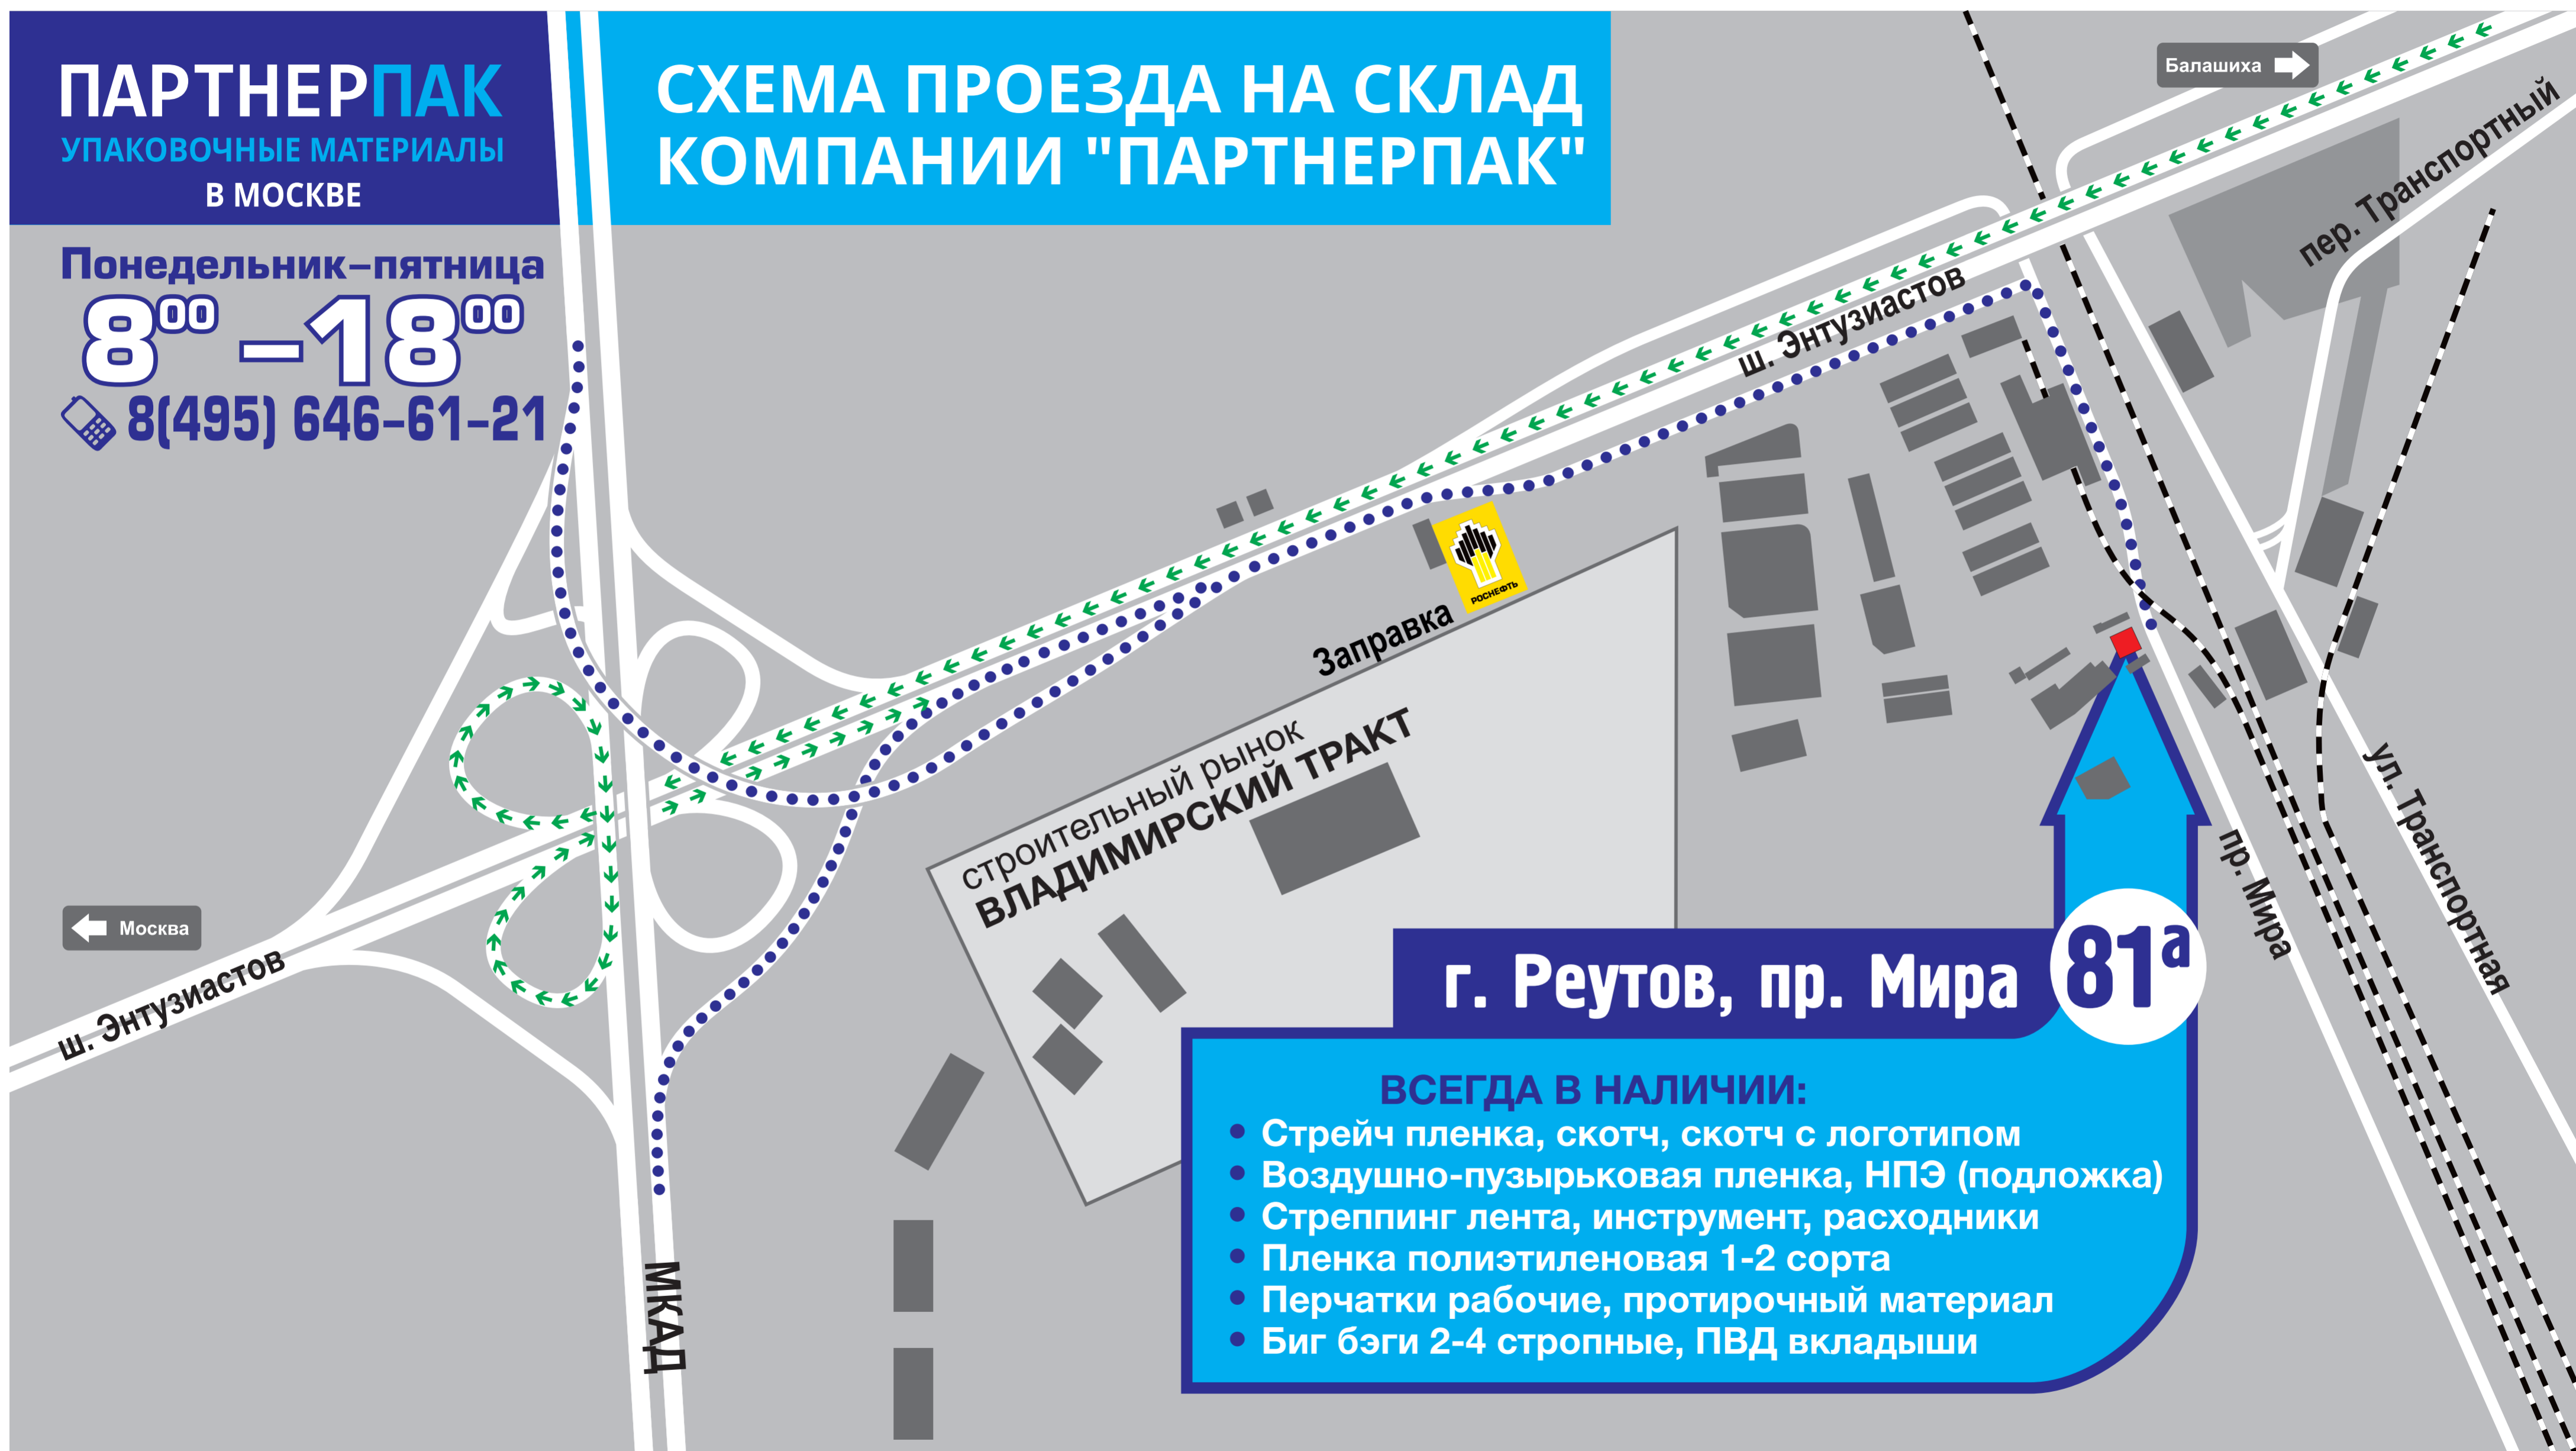 ПАРТНЕРПАК
УПАКОВОЧНЫЕ МАТЕРИАЛЫ
В МОСКВЕ
СХЕМА ПРОЕЗДА НА СКЛАД
КОМПАНИИ "ПАРТНЕРПАК"
Понедельник–пятница
8⁰⁰–18⁰⁰
8(495) 646-61-21
Балашиха
пер. Транспортный
ш. Энтузиастов
РОСНЕФТЬ
Заправка
строительный рынок
ВЛАДИМИРСКИЙ ТРАКТ
Москва
ш. Энтузиастов
МКАД
пр. Мира
ул. Транспортная
г. Реутов, пр. Мира 81ª
ВСЕГДА В НАЛИЧИИ:
• Стрейч пленка, скотч, скотч с логотипом
• Воздушно-пузырьковая пленка, НПЭ (подложка)
• Стреппинг лента, инструмент, расходники
• Пленка полиэтиленовая 1-2 сорта
• Перчатки рабочие, протирочный материал
• Биг бэги 2-4 стропные, ПВД вкладыши